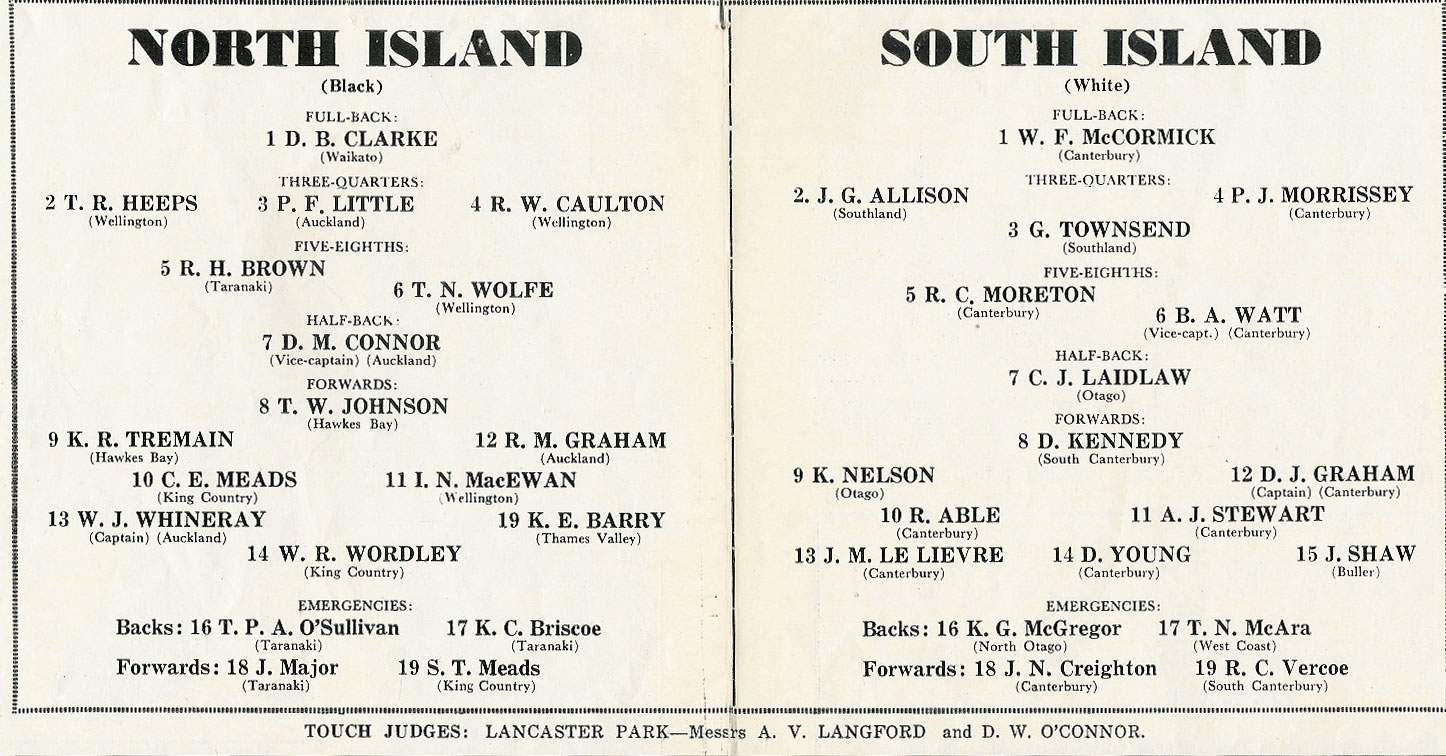 NORTH ISLAND
(Black)
FULL-BACK:
1 D. B. CLARKE
(Waikato)
THREE-QUARTERS:
2 T. R. HEEPS 3 P. F. LITTLE 4 R. W. CAULTON
(Wellington) (Auckland) (Wellington)
FIVE-EIGHTHS:
5 R. H. BROWN
(Taranaki)
6 T. N. WOLFE
(Wellington)
HALF-BACK:
7 D. M. CONNOR
(Vice-captain) (Auckland)
FORWARDS:
8 T. W. JOHNSON
(Hawkes Bay)
9 K. R. TREMAIN 12 R. M. GRAHAM
(Hawkes Bay) (Auckland)
10 C. E. MEADS 11 I. N. MacEWAN
(King Country) (Wellington)
13 W. J. WHINERAY 19 K. E. BARRY
(Captain) (Auckland) (Thames Valley)
14 W. R. WORDLEY
(King Country)
EMERGENCIES:
Backs: 16 T. P. A. O'Sullivan 17 K. C. Briscoe
(Taranaki) (Taranaki)
Forwards: 18 J. Major 19 S. T. Meads
(Taranaki) (King Country)
SOUTH ISLAND
(White)
FULL-BACK:
1 W. F. McCORMICK
(Canterbury)
THREE-QUARTERS:
2. J. G. ALLISON 4 P. J. MORRISSEY
(Southland) (Canterbury)
3 G. TOWNSEND
(Southland)
FIVE-EIGHTHS:
5 R. C. MORETON
(Canterbury)
6 B. A. WATT
(Vice-capt.) (Canterbury)
HALF-BACK:
7 C. J. LAIDLAW
(Otago)
FORWARDS:
8 D. KENNEDY
(South Canterbury)
9 K. NELSON 12 D. J. GRAHAM
(Otago) (Captain) (Canterbury)
10 R. ABLE 11 A. J. STEWART
(Canterbury) (Canterbury)
13 J. M. LE LIEVRE 14 D. YOUNG 15 J. SHAW
(Canterbury) (Canterbury) (Buller)
EMERGENCIES:
Backs: 16 K. G. McGregor 17 T. N. McAra
(North Otago) (West Coast)
Forwards: 18 J. N. Creighton 19 R. C. Vercoe
(Canterbury) (South Canterbury)
TOUCH JUDGES: LANCASTER PARK—Messrs A. V. LANGFORD and D. W. O'CONNOR.